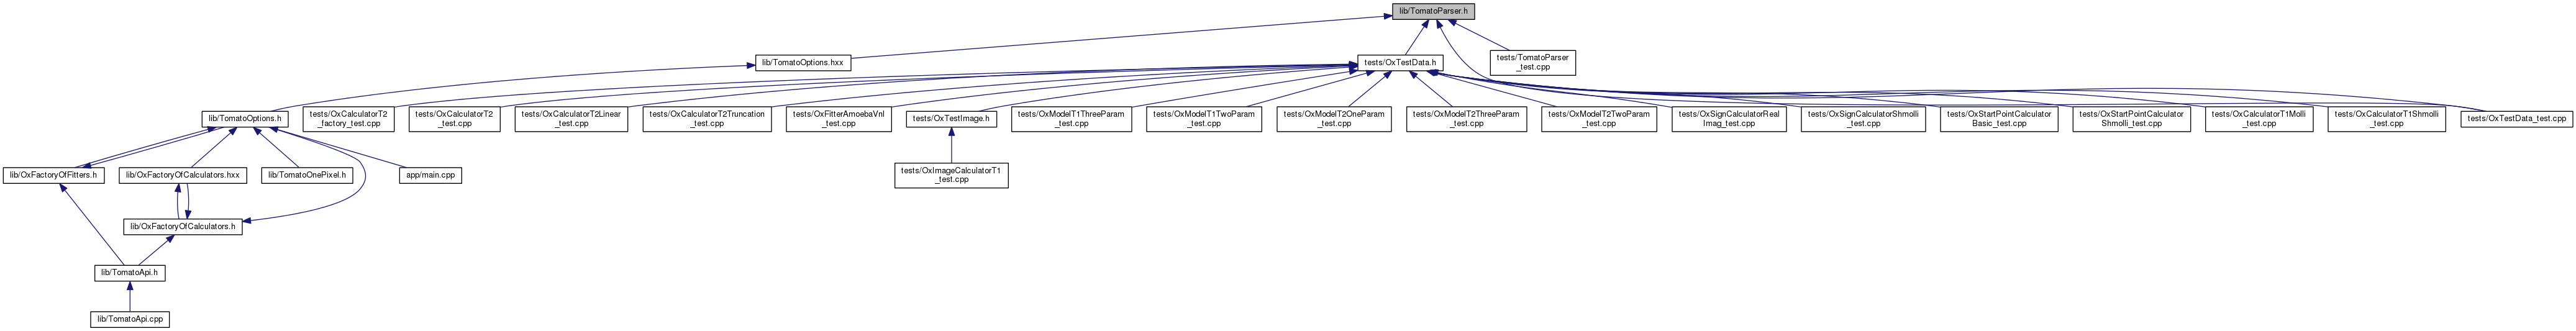 lib/TomatoParser.h
lib/TomatoOptions.hxx
tests/OxTestData.h
tests/TomatoParser
_test.cpp
lib/TomatoOptions.h
tests/OxCalculatorT2
_factory_test.cpp
tests/OxCalculatorT2
_test.cpp
tests/OxCalculatorT2Linear
_test.cpp
tests/OxCalculatorT2Truncation
_test.cpp
tests/OxFitterAmoebaVnl
_test.cpp
tests/OxTestImage.h
tests/OxModelT1ThreeParam
_test.cpp
tests/OxModelT1TwoParam
_test.cpp
tests/OxModelT2OneParam
_test.cpp
tests/OxModelT2ThreeParam
_test.cpp
tests/OxModelT2TwoParam
_test.cpp
tests/OxSignCalculatorReal
Imag_test.cpp
tests/OxSignCalculatorShmolli
_test.cpp
tests/OxStartPointCalculator
Basic_test.cpp
tests/OxStartPointCalculator
Shmolli_test.cpp
tests/OxCalculatorT1Molli
_test.cpp
tests/OxCalculatorT1Shmolli
_test.cpp
tests/OxTestData_test.cpp
lib/OxFactoryOfFitters.h
lib/OxFactoryOfCalculators.hxx
lib/TomatoOnePixel.h
app/main.cpp
tests/OxImageCalculatorT1
_test.cpp
lib/OxFactoryOfCalculators.h
lib/TomatoApi.h
lib/TomatoApi.cpp